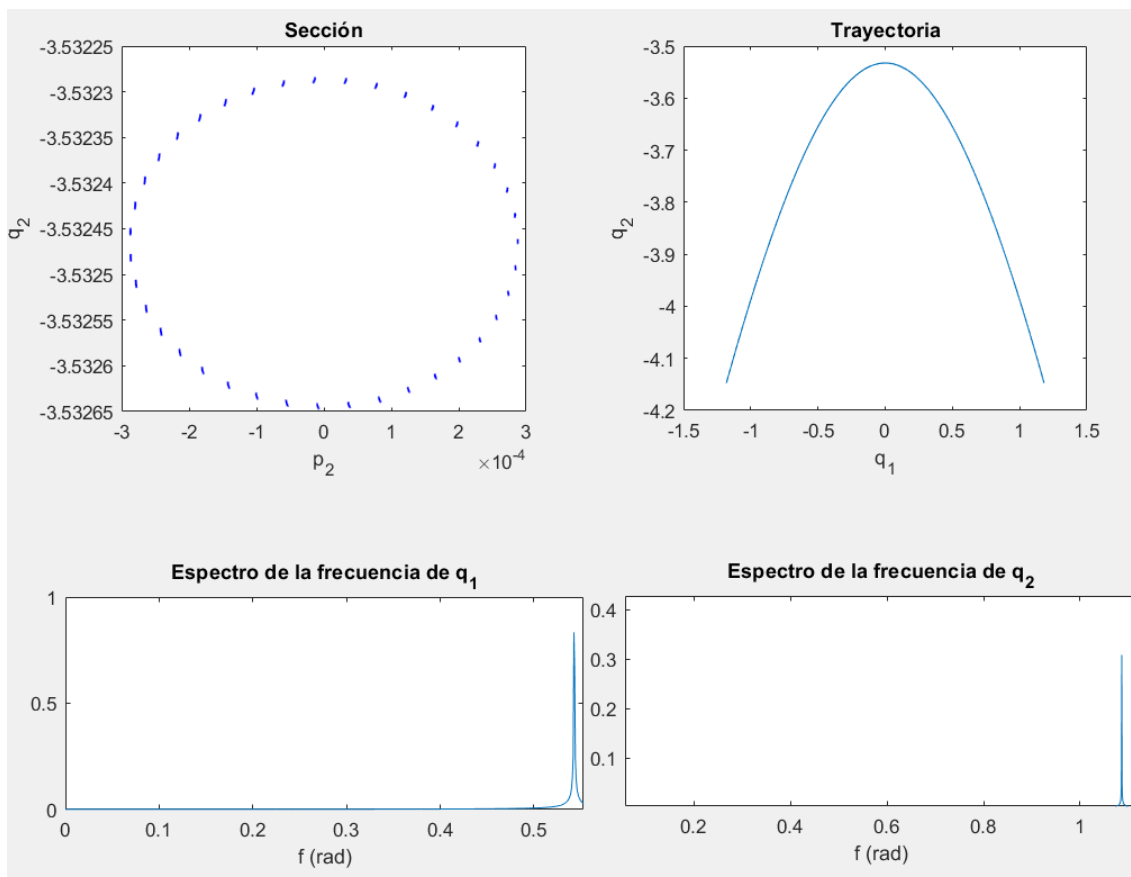 Sección
-3.53225
-3.5323
-3.53235
-3.5324
-3.53245
-3.5325
-3.53255
-3.5326
-3.53265
q₂
-3 -2 -1 0 1 2 3
p₂
×10⁻⁴
Trayectoria
-3.5
-3.6
-3.7
-3.8
-3.9
-4
-4.1
-4.2
q₂
-1.5 -1 -0.5 0 0.5 1 1.5
q₁
Espectro de la frecuencia de q₁
1
0.5
0
0 0.1 0.2 0.3 0.4 0.5
f (rad)
Espectro de la frecuencia de q₂
0.4
0.3
0.2
0.1
0.2 0.4 0.6 0.8 1
f (rad)